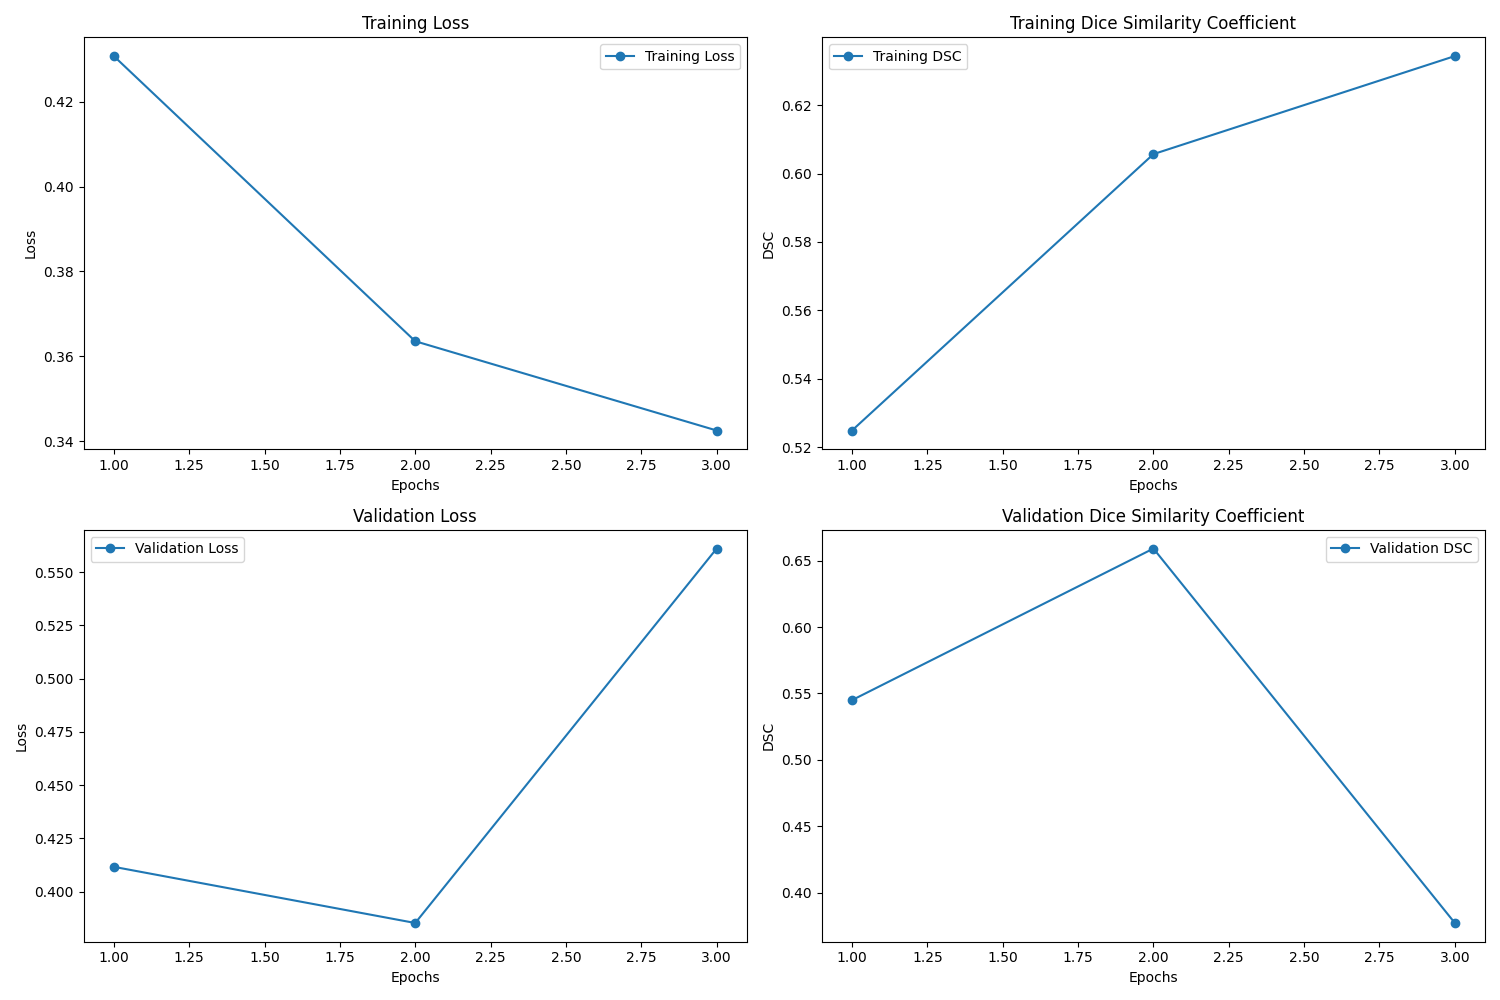 Training Loss
Training Loss
0.42
0.40
0.38
0.36
0.34
Loss
1.00 1.25 1.50 1.75 2.00 2.25 2.50 2.75 3.00
Epochs
Training Dice Similarity Coefficient
Training DSC
0.62
0.60
0.58
0.56
0.54
0.52
DSC
1.00 1.25 1.50 1.75 2.00 2.25 2.50 2.75 3.00
Epochs
Validation Loss
Validation Loss
0.550
0.525
0.500
0.475
0.450
0.425
0.400
Loss
1.00 1.25 1.50 1.75 2.00 2.25 2.50 2.75 3.00
Epochs
Validation Dice Similarity Coefficient
Validation DSC
0.65
0.60
0.55
0.50
0.45
0.40
DSC
1.00 1.25 1.50 1.75 2.00 2.25 2.50 2.75 3.00
Epochs